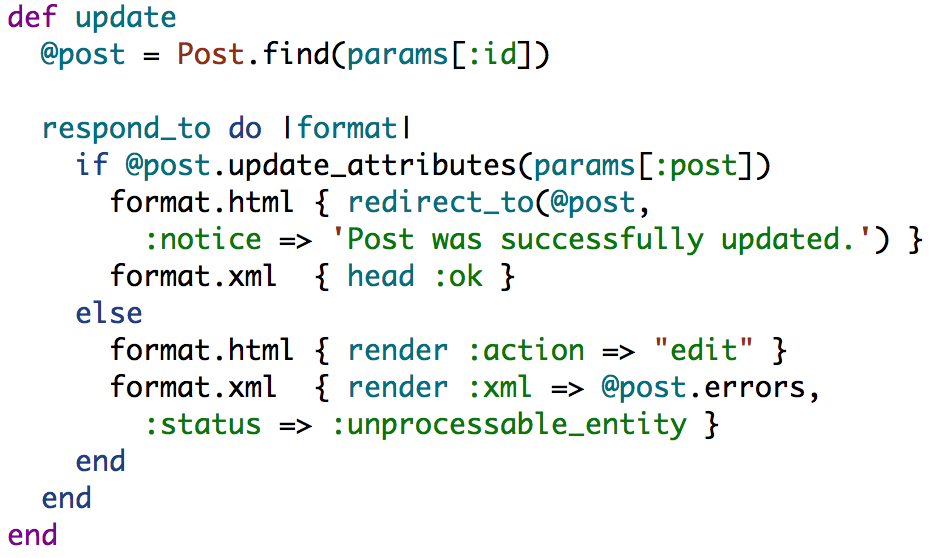 def update
  @post = Post.find(params[:id])

  respond_to do |format|
    if @post.update_attributes(params[:post])
      format.html { redirect_to(@post,
        :notice => 'Post was successfully updated.') }
      format.xml  { head :ok }
    else
      format.html { render :action => "edit" }
      format.xml  { render :xml => @post.errors,
        :status => :unprocessable_entity }
    end
  end
end